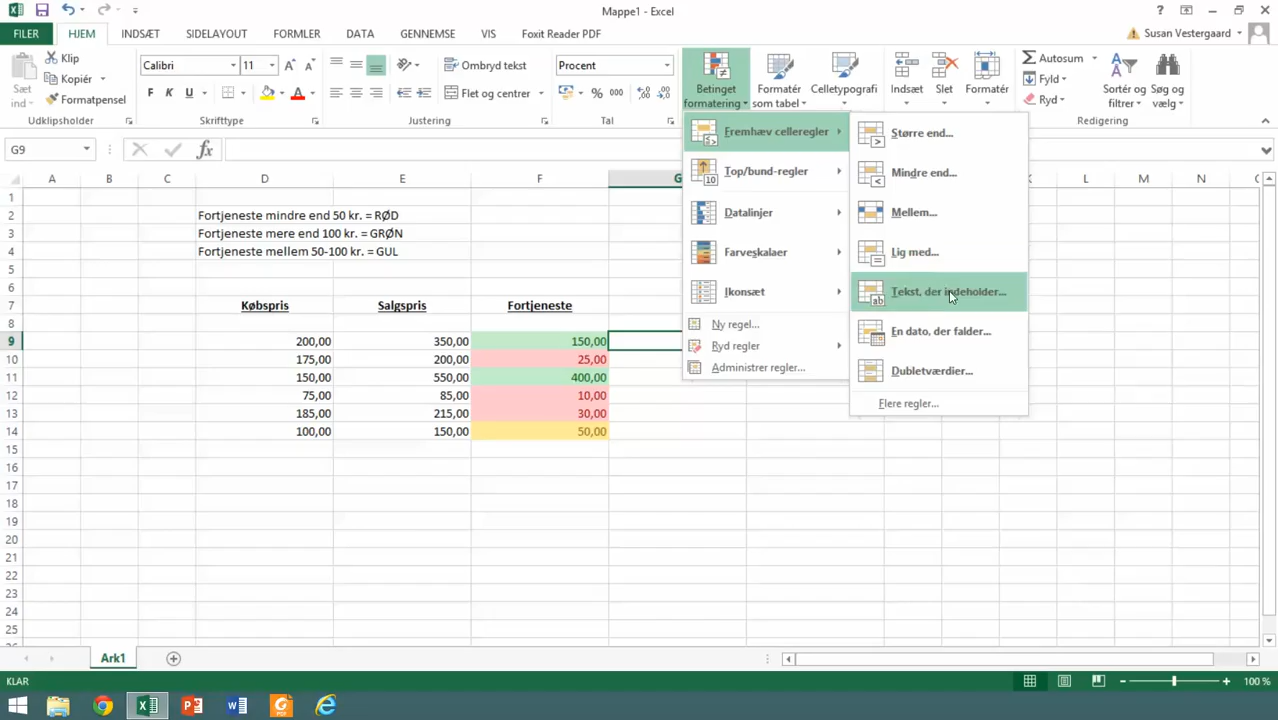 Mappe1 - Excel
?
FILER HJEM INDSÆT SIDELAYOUT FORMLER DATA GENNEMSE VIS Foxit Reader PDF Susan Vestergaard
Sæt ind
Klip
Kopiér
Formatpensel
Udklipsholder
Calibri 11
F K U A
Skrifttype
Ombryd tekst
Flet og centrer
Justering
Procent
% 000
Tal
Betinget formatering
Formatér som tabel
Celletypografi
Indsæt Slet Formatér
Autosum
Fyld
Ryd
Sortér og filtrer
Søg og vælg
Redigering
G9
fx
Fremhæv celleregler
Top/bund-regler
Datalinjer
Farveskalaer
Ikonsæt
Ny regel...
Ryd regler
Administrer regler...
Større end...
Mindre end...
Mellem...
Lig med...
Tekst, der indeholder...
En dato, der falder...
Dubletværdier...
Flere regler...
A B C D E F G K L M N
1
2 Fortjeneste mindre end 50 kr. = RØD
3 Fortjeneste mere end 100 kr. = GRØN
4 Fortjeneste mellem 50-100 kr. = GUL
5
6
7 Købspris Salgspris Fortjeneste
8
9 200,00 350,00 150,00
10 175,00 200,00 25,00
11 150,00 550,00 400,00
12 75,00 85,00 10,00
13 185,00 215,00 30,00
14 100,00 150,00 50,00
15
16
17
18
19
20
21
22
23
24
25
Ark1
KLAR
100 %